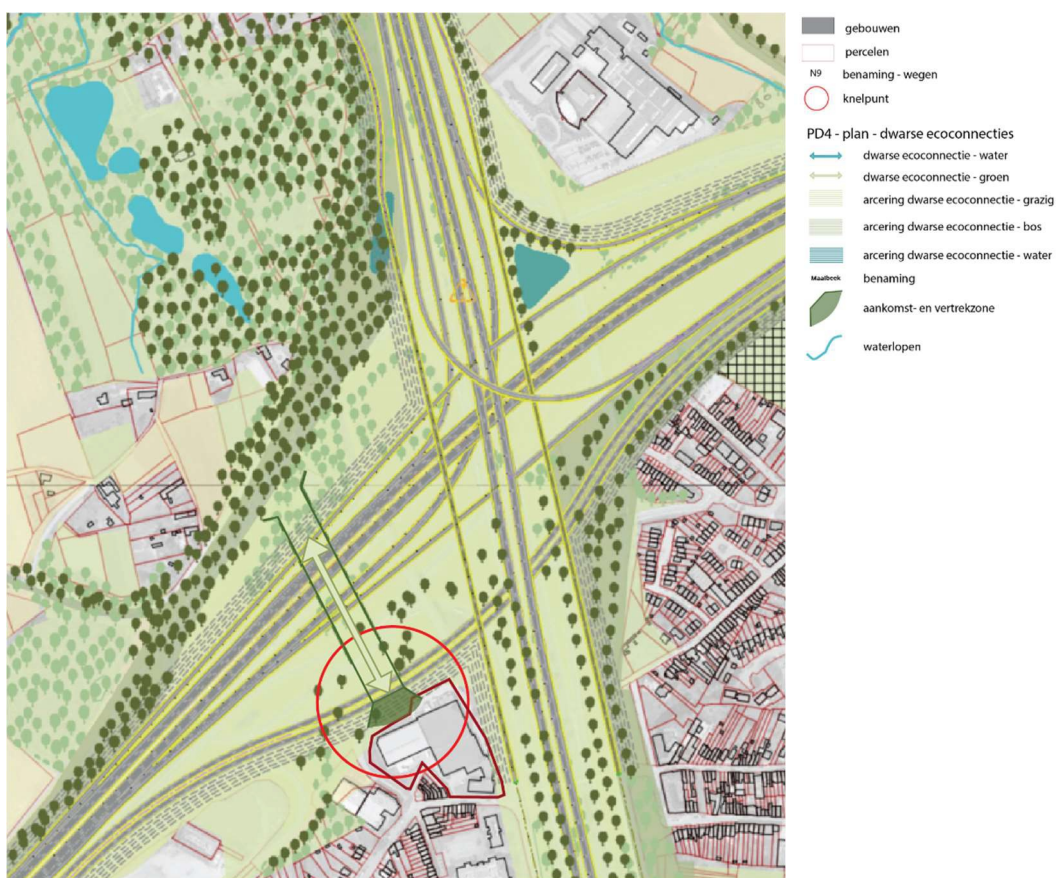 gebouwen
percelen
N9 benaming - wegen
knelpunt
PD4 - plan - dwarse ecoconnecties
dwarse ecoconnectie - water
dwarse ecoconnectie - groen
arcering dwarse ecoconnectie - grazig
arcering dwarse ecoconnectie - bos
arcering dwarse ecoconnectie - water
Maalbeek benaming
aankomst- en vertrekzone
waterlopen